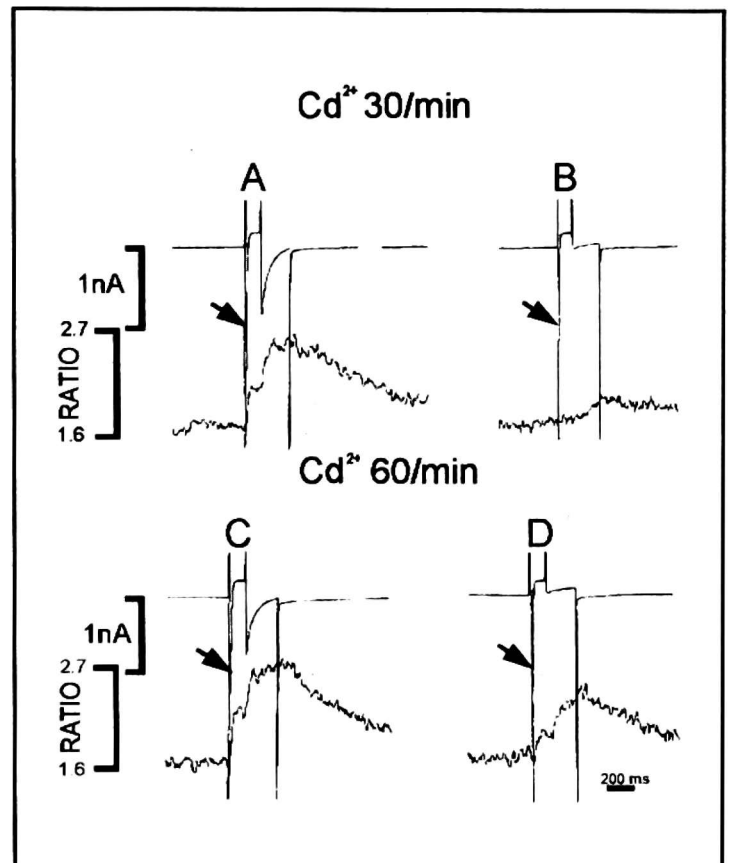 Cd²⁺ 30/min
A B
1nA
2.7
RATIO
1.6
Cd²⁺ 60/min
C D
1nA
2.7
RATIO
1.6
200 ms